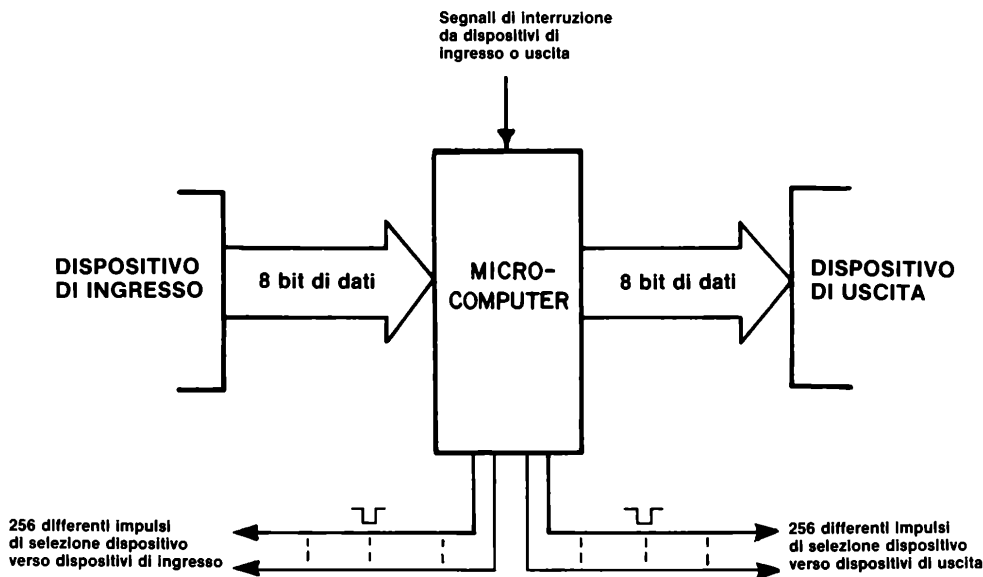 Segnali di interruzione
da dispositivi di
ingresso o uscita
DISPOSITIVO
DI INGRESSO
8 bit di dati
MICRO-
COMPUTER
8 bit di dati
DISPOSITIVO
DI USCITA
256 differenti impulsi
di selezione dispositivo
verso dispositivi di ingresso
256 differenti impulsi
di selezione dispositivo
verso dispositivi di uscita